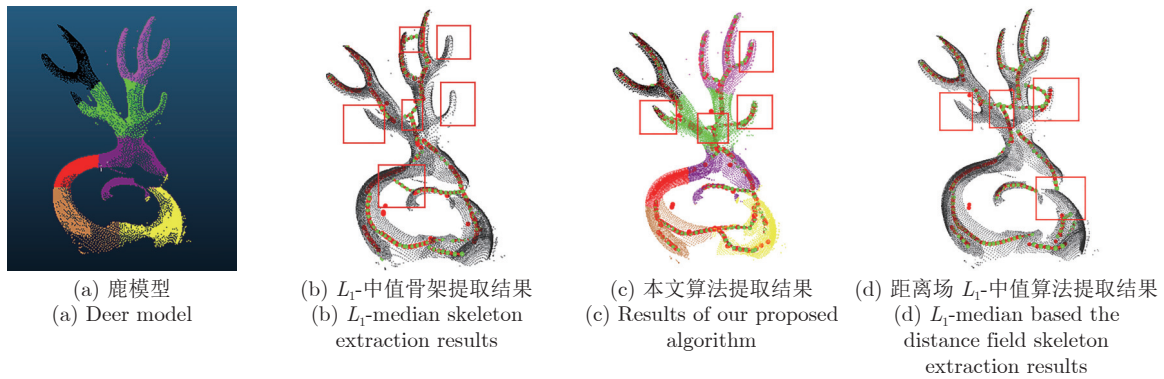 (a) 鹿模型
(a) Deer model
(b) L₁-中值骨架提取结果
(b) L₁-median skeleton
extraction results
(c) 本文算法提取结果
(c) Results of our proposed
algorithm
(d) 距离场 L₁-中值算法提取结果
(d) L₁-median based the
distance field skeleton
extraction results